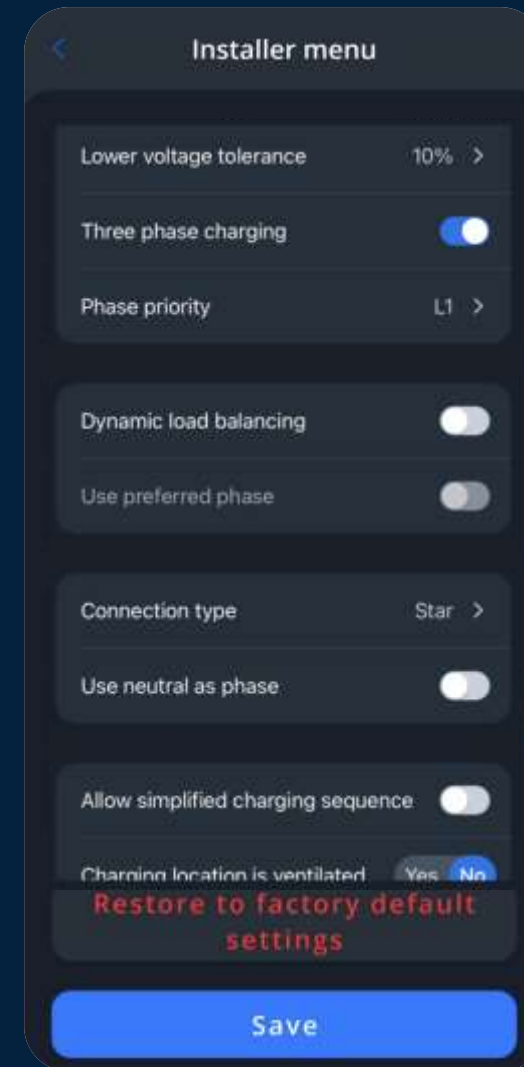 Installer menu
Lower voltage tolerance 10%
Three phase charging
Phase priority L1
Dynamic load balancing
Use preferred phase
Connection type Star
Use neutral as phase
Allow simplified charging sequence
Charging location is ventilated Yes No
Restore to factory default
settings
Save